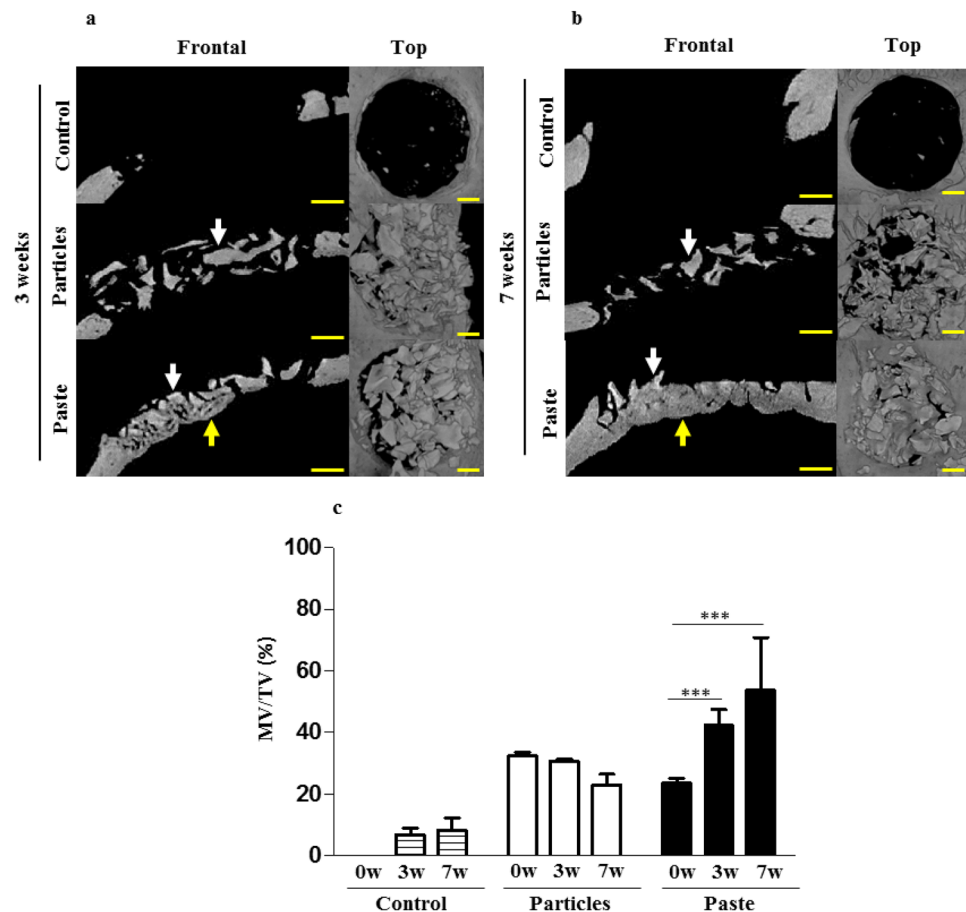 a
b
Frontal
Top
Frontal
Top
3 weeks
Control
Particles
Paste
7 weeks
Control
Particles
Paste
c
MV/TV (%)
100
80
60
40
20
0
***
***
0w 3w 7w 0w 3w 7w 0w 3w 7w
Control Particles Paste